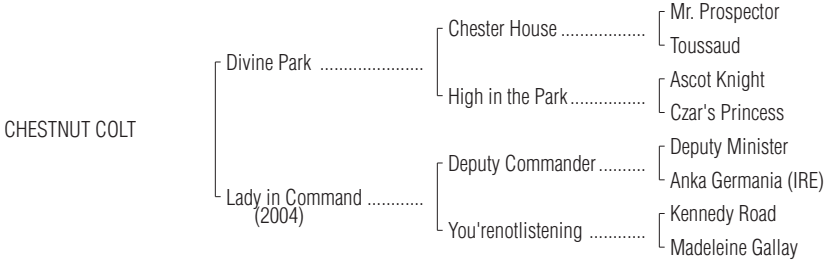 Mr. Prospector
Chester House ..................
Toussaud
Divine Park ......................
Ascot Knight
High in the Park................
Czar's Princess
CHESTNUT COLT
Deputy Minister
Deputy Commander..........
Anka Germania (IRE)
Lady in Command ............
(2004)
Kennedy Road
You'renotlistening ............
Madeleine Gallay